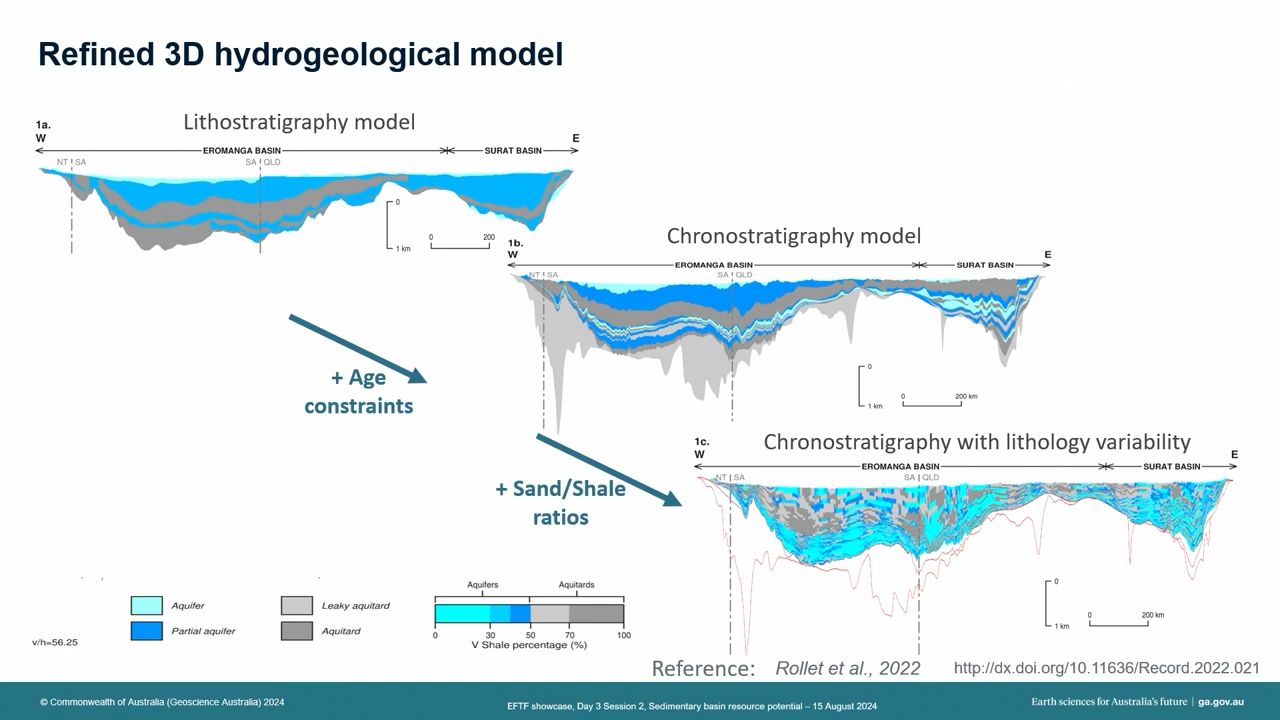 Refined 3D hydrogeological model
Lithostratigraphy model
1a.
W
E
EROMANGA BASIN
SURAT BASIN
NT SA
SA QLD
0
1 km
0
200
Chronostratigraphy model
1b.
W
E
EROMANGA BASIN
SURAT BASIN
NT SA
SA QLD
0
1 km
0
200 km
+ Age
constraints
Chronostratigraphy with lithology variability
1c.
W
E
EROMANGA BASIN
SURAT BASIN
NT SA
SA QLD
0
1 km
0
200 km
+ Sand/Shale
ratios
Aquifer
Partial aquifer
Leaky aquitard
Aquitard
Aquifers
Aquitards
0 30 50 70 100
V Shale percentage (%)
v/h=56.25
Reference: Rollet et al., 2022 http://dx.doi.org/10.11636/Record.2022.021
© Commonwealth of Australia (Geoscience Australia) 2024
EFTF showcase, Day 3 Session 2, Sedimentary basin resource potential – 15 August 2024
Earth sciences for Australia's future | ga.gov.au